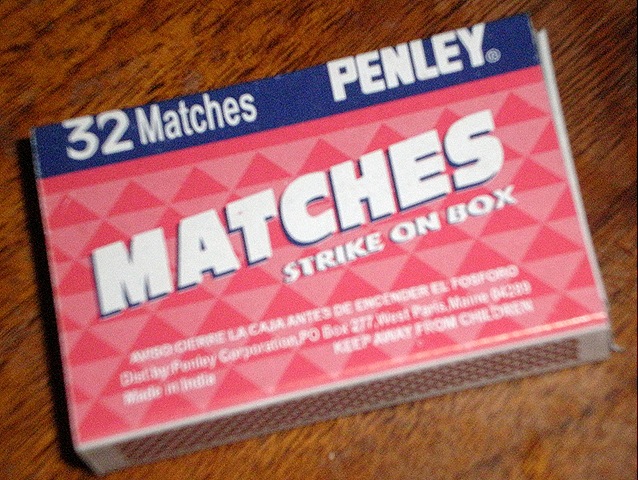 PENLEY®
32 Matches
MATCHES
STRIKE ON BOX
AVISO CIERRE LA CAJA ANTES DE ENCENDER EL FOSFORO
Dist.by Penley Corporation,PO Box 277,West Paris,Maine 04289
KEEP AWAY FROM CHILDREN
Made in India